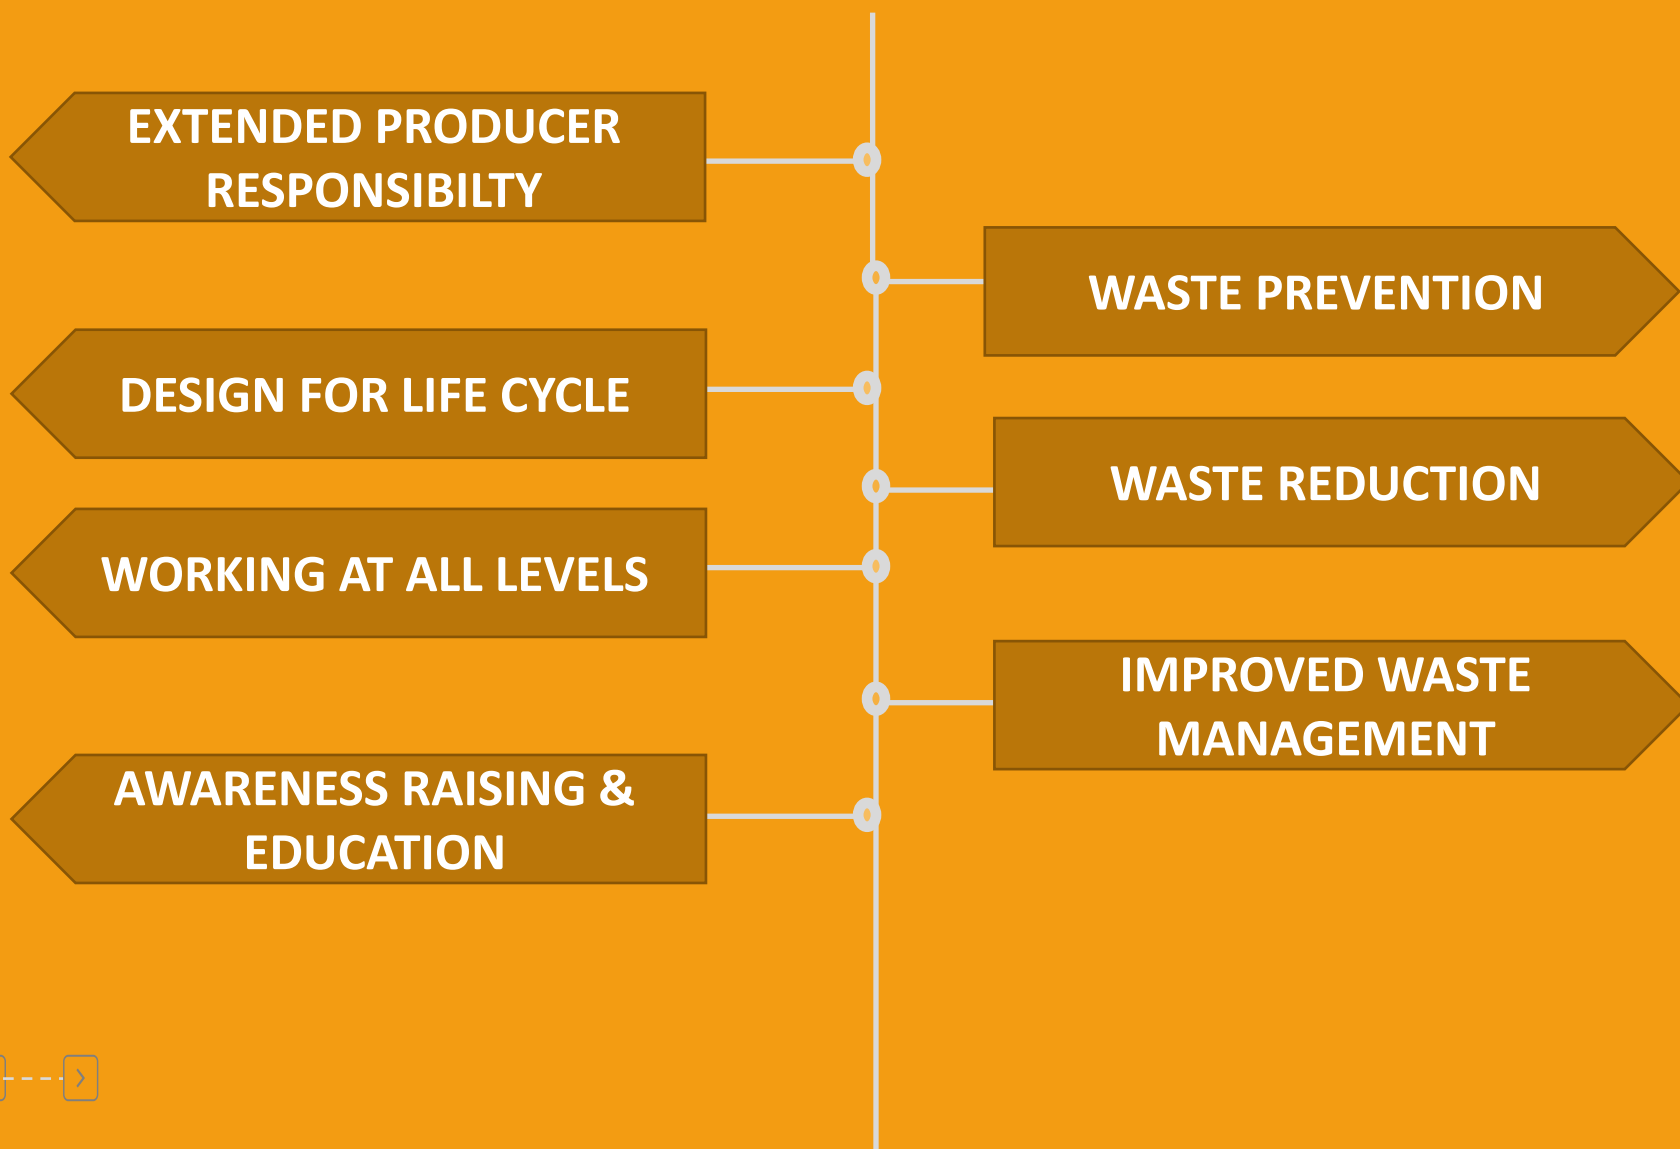 EXTENDED PRODUCER
RESPONSIBILTY
WASTE PREVENTION
DESIGN FOR LIFE CYCLE
WASTE REDUCTION
WORKING AT ALL LEVELS
IMPROVED WASTE
MANAGEMENT
AWARENESS RAISING &
EDUCATION